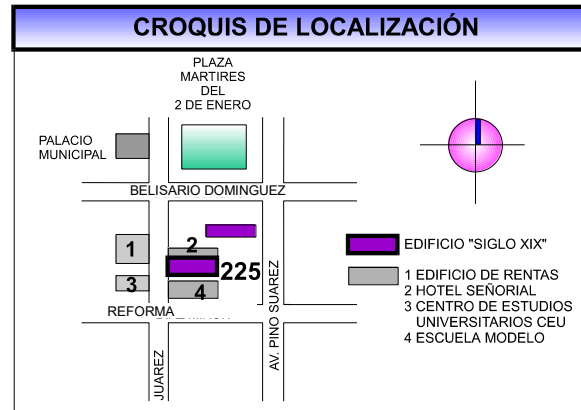 CROQUIS DE LOCALIZACIÓN
PLAZA
MARTIRES
DEL
2 DE ENERO
PALACIO
MUNICIPAL
BELISARIO DOMINGUEZ
1
2
3
225
4
REFORMA
JUAREZ
AV. PINO SUAREZ
EDIFICIO "SIGLO XIX"
1 EDIFICIO DE RENTAS
2 HOTEL SEÑORIAL
3 CENTRO DE ESTUDIOS
UNIVERSITARIOS CEU
4 ESCUELA MODELO